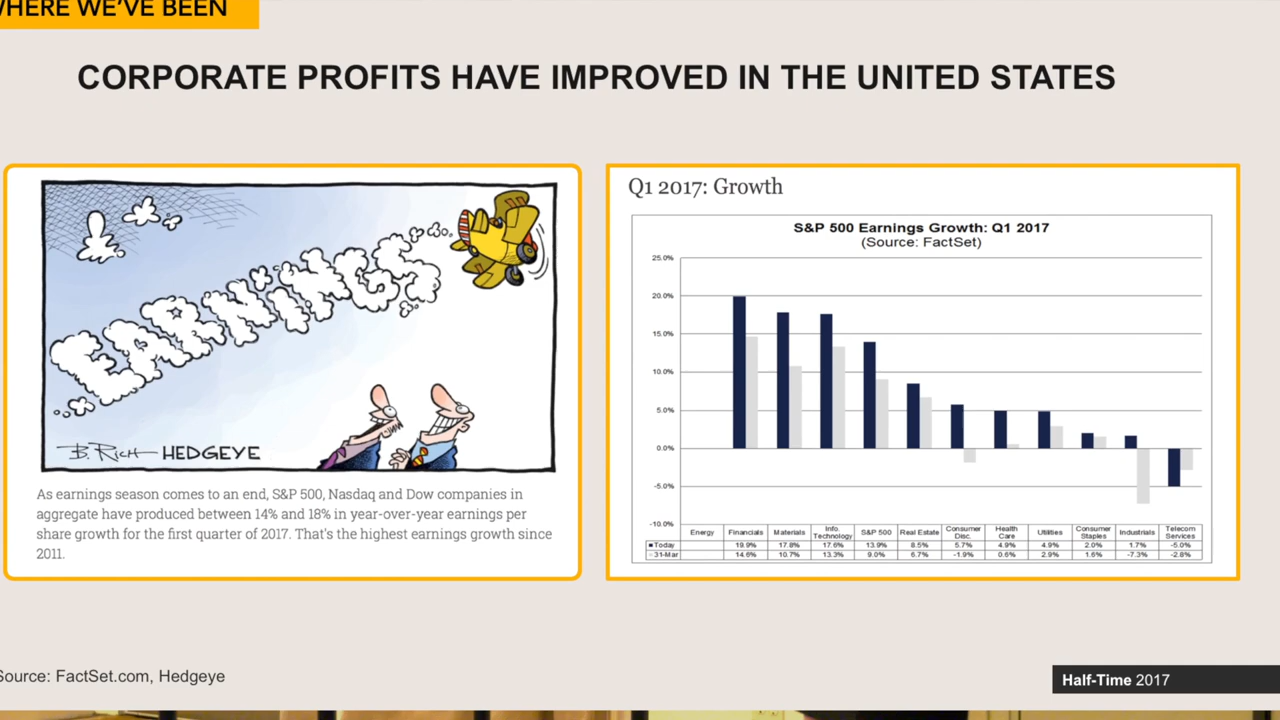 WHERE WE'VE BEEN
CORPORATE PROFITS HAVE IMPROVED IN THE UNITED STATES
EARNINGS
B. RICH HEDGEYE
As earnings season comes to an end, S&P 500, Nasdaq and Dow companies in
aggregate have produced between 14% and 18% in year-over-year earnings per
share growth for the first quarter of 2017. That's the highest earnings growth since
2011.
Q1 2017: Growth
S&P 500 Earnings Growth: Q1 2017
(Source: FactSet)
25.0%
20.0%
15.0%
10.0%
5.0%
0.0%
-5.0%
-10.0%
Energy Financials Materials Info. Technology S&P 500 Real Estate Consumer Disc. Health Care Utilities Consumer Staples Industrials Telecom Services
Today 19.9% 17.8% 17.6% 13.9% 8.5% 5.7% 4.9% 4.9% 2.0% 1.7% -5.0%
31-Mar 14.6% 10.7% 13.3% 9.0% 6.7% -1.9% 0.6% 2.9% 1.6% -7.3% -2.8%
Source: FactSet.com, Hedgeye
Half-Time 2017